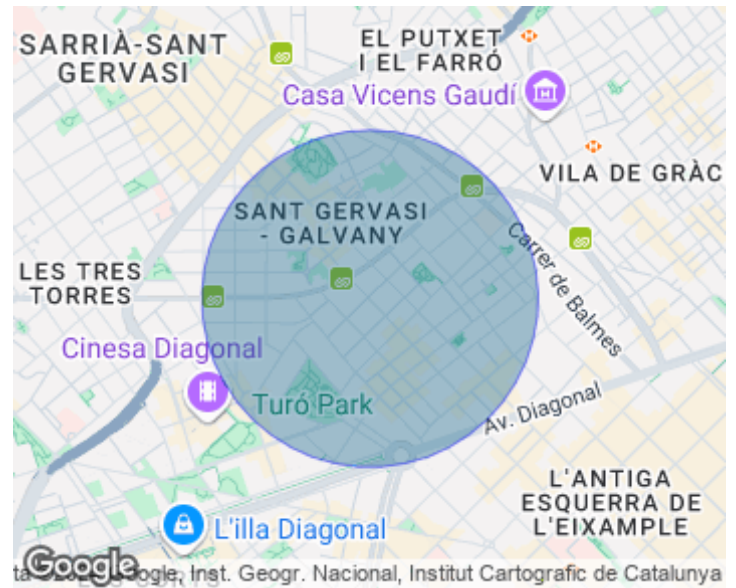 SARRIÀ-SANT
GERVASI
EL PUTXET
I EL FARRÓ
Casa Vicens Gaudí
VILA DE GRÀC
SANT GERVASI
- GALVANY
Carrer de Balmes
LES TRES
TORRES
Cinesa Diagonal
Turó Park
Av. Diagonal
L'ANTIGA
ESQUERRA DE
L'EIXAMPLE
L'illa Diagonal
Google
Inst. Geogr. Nacional, Institut Cartogràfic de Catalunya